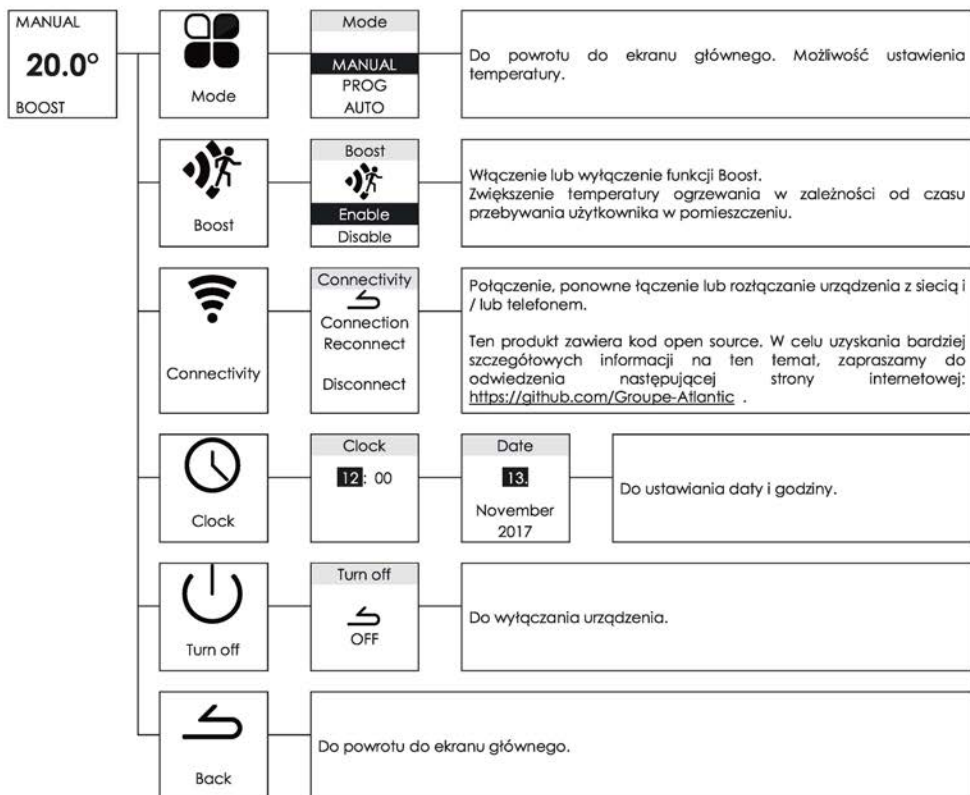 MANUAL
20.0°
BOOST
Mode
Mode
MANUAL
PROG
AUTO
Do powrotu do ekranu głównego. Możliwość ustawienia
temperatury.
Boost
Boost
Enable
Disable
Włączenie lub wyłączenie funkcji Boost.
Zwiększenie temperatury ogrzewania w zależności od czasu
przebywania użytkownika w pomieszczeniu.
Connectivity
Connectivity
Connection
Reconnect
Disconnect
Połączenie, ponowne łączenie lub rozłączanie urządzenia z siecią i
/ lub telefonem.
Ten produkt zawiera kod open source. W celu uzyskania bardziej
szczegółowych informacji na ten temat, zapraszamy do
odwiedzenia następującej strony internetowej:
https://github.com/Groupe-Atlantic .
Clock
Clock
12: 00
Date
13.
November
2017
Do ustawiania daty i godziny.
Turn off
Turn off
OFF
Do wyłączania urządzenia.
Back
Do powrotu do ekranu głównego.